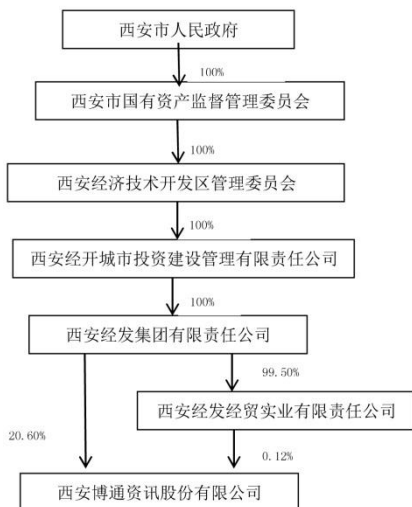 西安市人民政府
100%
西安市国有资产监督管理委员会
100%
西安经济技术开发区管理委员会
100%
西安经开城市投资建设管理有限责任公司
100%
西安经发集团有限责任公司
99.50%
西安经发经贸实业有限责任公司
20.60%
0.12%
西安博通资讯股份有限公司